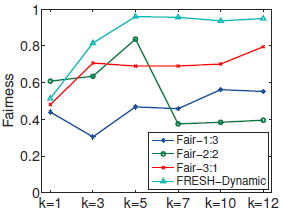 1
0.8
0.6
0.4
0.2
0
Fairness
k=1 k=3 k=5 k=7 k=10 k=12
Fair-1:3
Fair-2:2
Fair-3:1
FRESH-Dynamic